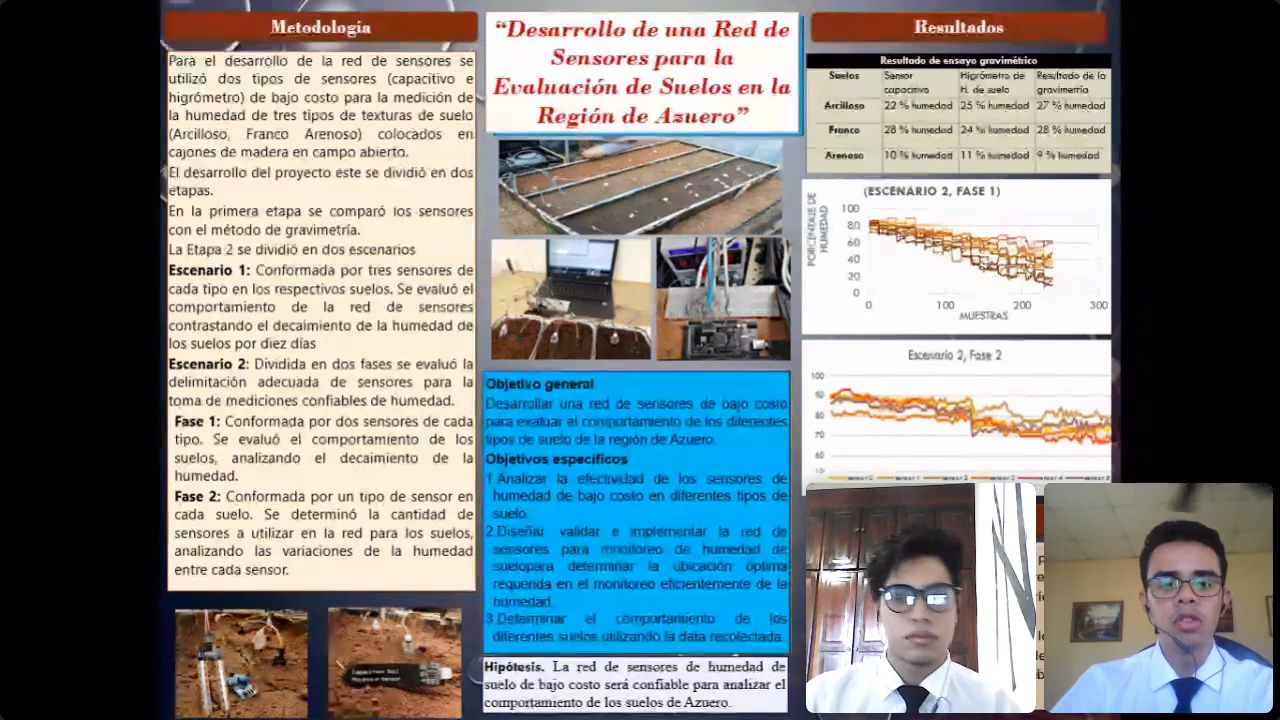 Metodología
Para el desarrollo de la red de sensores se
utilizó dos tipos de sensores (capacitivo e
higrómetro) de bajo costo para la medición de
la humedad de tres tipos de texturas de suelo
(Arcilloso, Franco Arenoso) colocados en
cajones de madera en campo abierto.
El desarrollo del proyecto este se dividió en dos
etapas.
En la primera etapa se comparó los sensores
con el método de gravimetría.
La Etapa 2 se dividió en dos escenarios
Escenario 1: Conformada por tres sensores de
cada tipo en los respectivos suelos. Se evaluó el
comportamiento de la red de sensores
contrastando el decaimiento de la humedad de
los suelos por diez días
Escenario 2: Dividida en dos fases se evaluó la
delimitación adecuada de sensores para la
toma de mediciones confiables de humedad.
Fase 1: Conformada por dos sensores de cada
tipo. Se evaluó el comportamiento de los
suelos, analizando el decaimiento de la
humedad.
Fase 2: Conformada por un tipo de sensor en
cada suelo. Se determinó la cantidad de
sensores a utilizar en la red para los suelos,
analizando las variaciones de la humedad
entre cada sensor.
“Desarrollo de una Red de
Sensores para la
Evaluación de Suelos en la
Región de Azuero”
Objetivo general
Desarrollar una red de sensores de bajo costo
para evaluar el comportamiento de los diferentes
tipos de suelo de la región de Azuero.
Objetivos específicos
1 Analizar la efectividad de los sensores de
humedad de bajo costo en diferentes tipos de
suelo.
2. Diseñar validar e implementar la red de
sensores para monitoreo de humedad de
suelopara determinar la ubicación óptima
requerida en el monitoreo eficientemente de la
humedad.
3 Determinar el comportamiento de los
diferentes suelos utilizando la data recolectada.
Hipótesis. La red de sensores de humedad de
suelo de bajo costo será confiable para analizar el
comportamiento de los suelos de Azuero.
Resultados
Resultado de ensayo gravimétrico
Suelos Sensor capacitivo Higrómetro de H. de suelo Resultado de la gravimetría
Arcilloso 22 % humedad 25 % humedad 27 % humedad
Franco 28 % humedad 24 % humedad 28 % humedad
Arenoso 10 % humedad 11 % humedad 9 % humedad
(ESCENARIO 2, FASE 1)
PORCENTAJE DE
HUMEDAD
100
80
60
40
20
0
0 100 200 300
MUESTRAS
Escenario 2, Fase 2
100
90
80
70
60